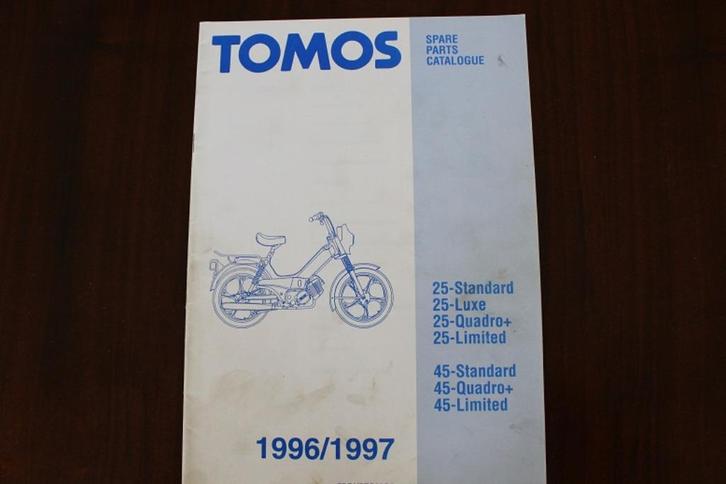 TOMOS
SPARE
PARTS
CATALOGUE
25-Standard
25-Luxe
25-Quadro+
25-Limited
45-Standard
45-Quadro+
45-Limited
1996/1997